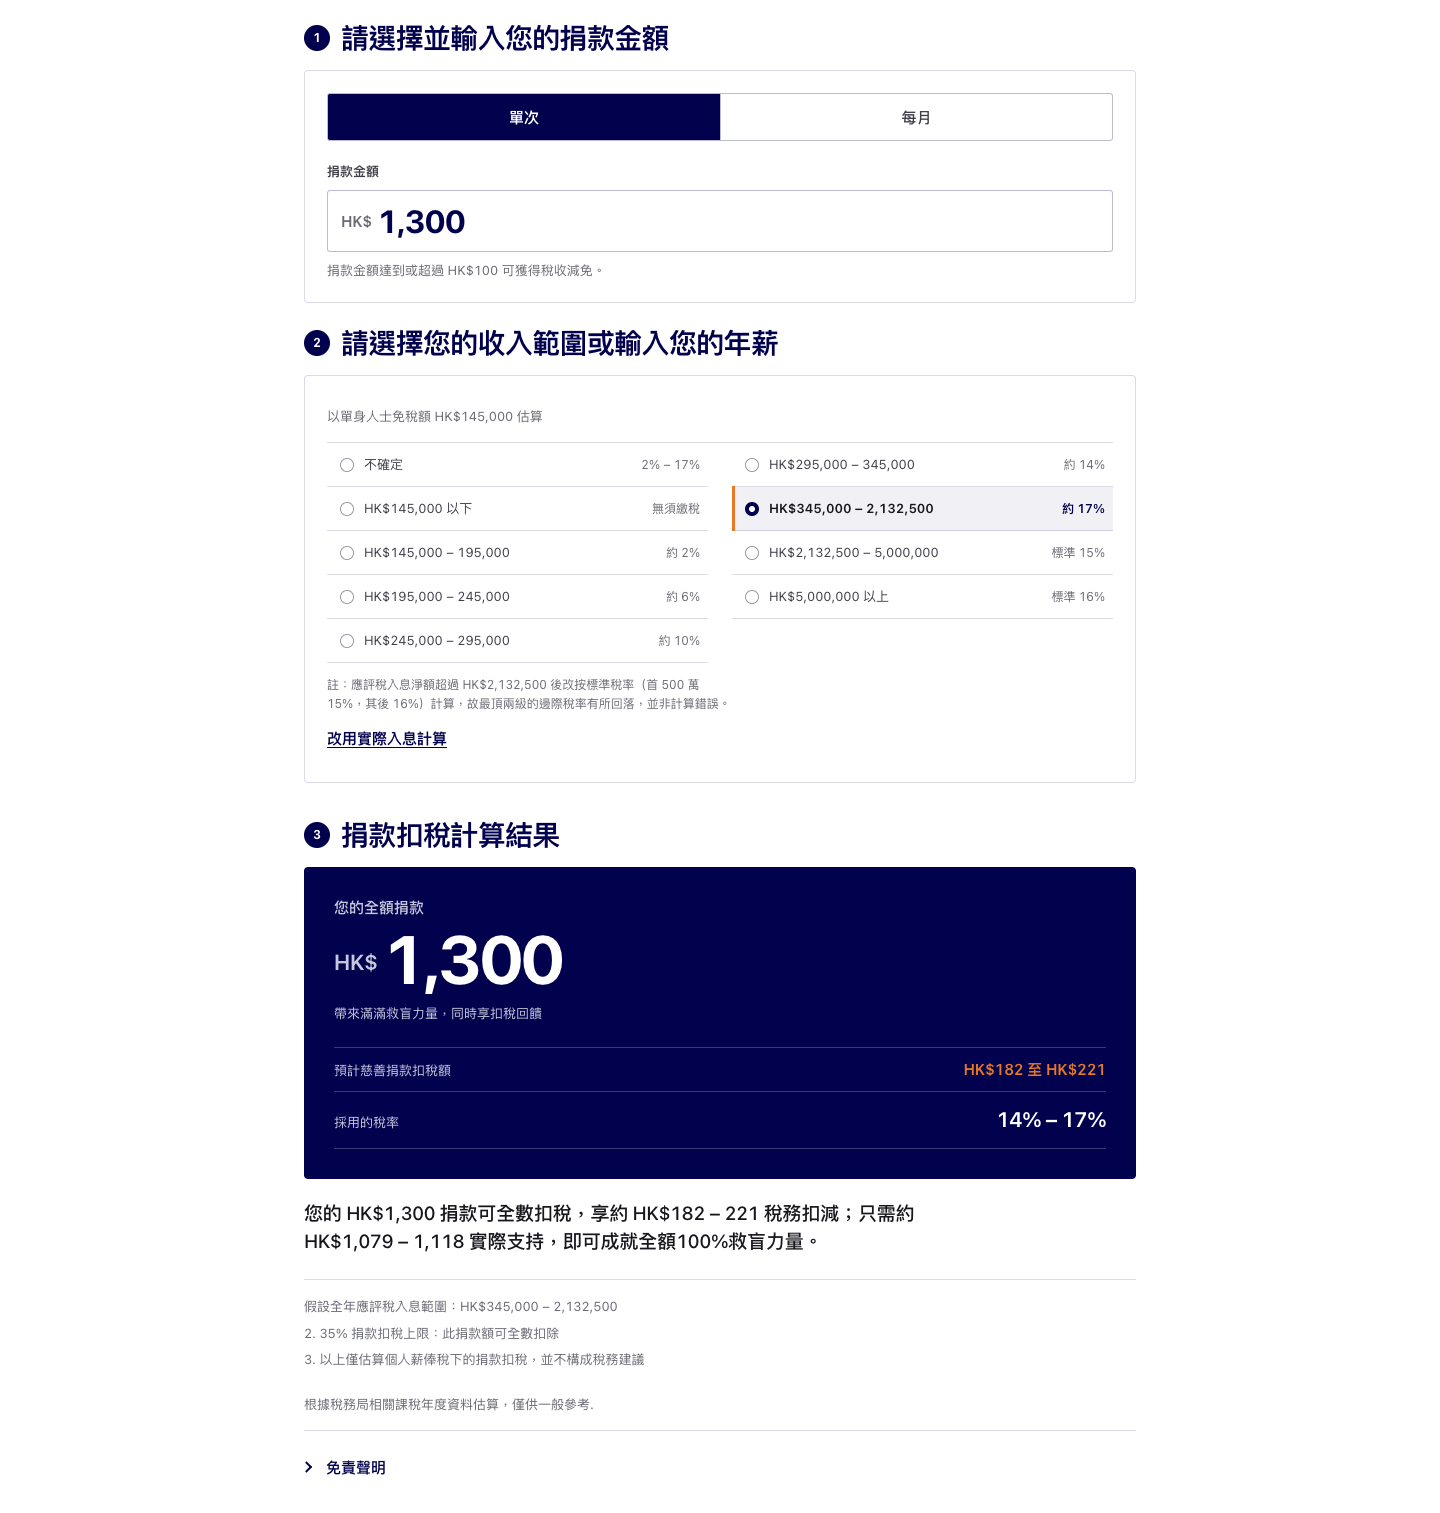 1 請選擇並輸入您的捐款金額
單次
每月
捐款金額
HK$ 1,300
捐款金額達到或超過 HK$100 可獲得稅收減免。
2 請選擇您的收入範圍或輸入您的年薪
以單身人士免稅額 HK$145,000 估算
不確定 2% – 17%
HK$145,000 以下 無須繳稅
HK$145,000 – 195,000 約 2%
HK$195,000 – 245,000 約 6%
HK$245,000 – 295,000 約 10%
HK$295,000 – 345,000 約 14%
HK$345,000 – 2,132,500 約 17%
HK$2,132,500 – 5,000,000 標準 15%
HK$5,000,000 以上 標準 16%
註：應評稅入息淨額超過 HK$2,132,500 後改按標準稅率（首 500 萬
15%，其後 16%）計算，故最頂兩級的邊際稅率有所回落，並非計算錯誤。
改用實際入息計算
3 捐款扣稅計算結果
您的全額捐款
HK$ 1,300
帶來滿滿救盲力量，同時享扣稅回饋
預計慈善捐款扣稅額 HK$182 至 HK$221
採用的稅率 14% – 17%
您的 HK$1,300 捐款可全數扣稅，享約 HK$182 – 221 稅務扣減；只需約
HK$1,079 – 1,118 實際支持，即可成就全額100%救盲力量。
假設全年應評稅入息範圍：HK$345,000 – 2,132,500
2. 35% 捐款扣稅上限：此捐款額可全數扣除
3. 以上僅估算個人薪俸稅下的捐款扣稅，並不構成稅務建議
根據稅務局相關課稅年度資料估算，僅供一般參考.
免責聲明